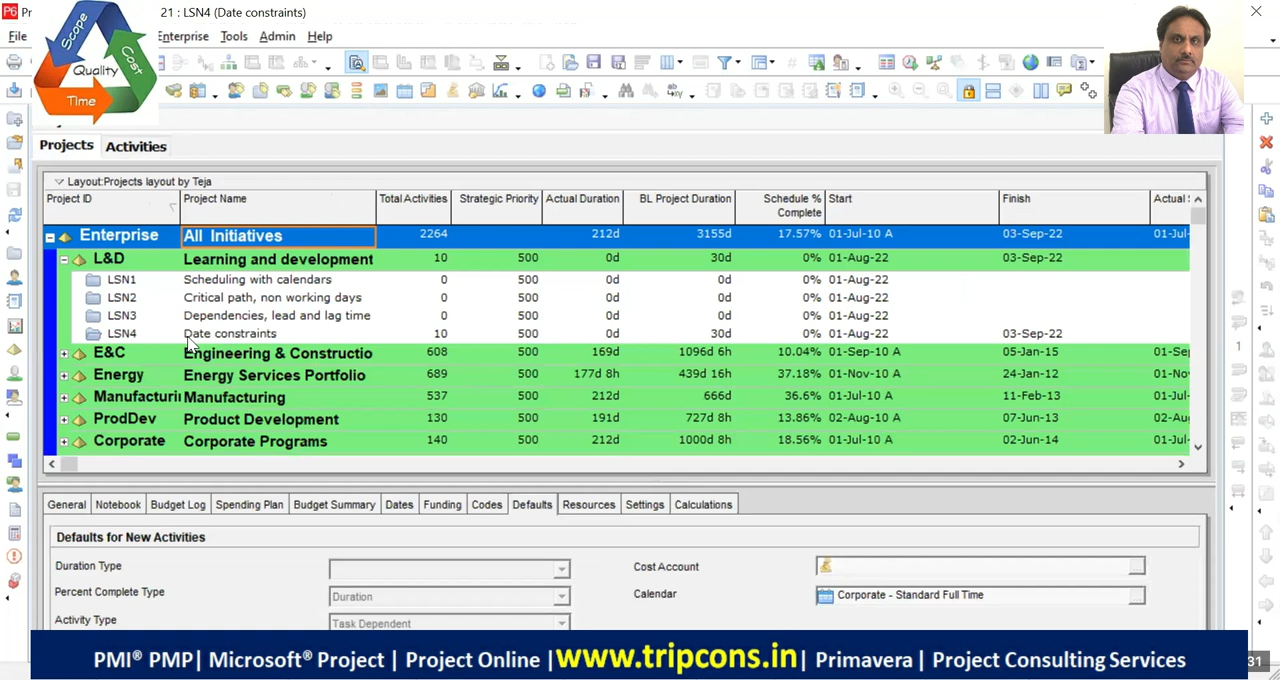 P6 Pr 21 : LSN4 (Date constraints)
File Enterprise Tools Admin Help
Scope
Cost
Quality
Time
Projects Activities
Layout:Projects layout by Teja
Project ID Project Name Total Activities Strategic Priority Actual Duration BL Project Duration Schedule % Complete Start Finish Actual S
Enterprise All Initiatives 2264 212d 3155d 17.57% 01-Jul-10 A 03-Sep-22 01-Jul-
L&D Learning and development 10 500 0d 30d 0% 01-Aug-22 03-Sep-22 01-Aug-22
LSN1 Scheduling with calendars 0 500 0d 0d 0% 01-Aug-22
LSN2 Critical path, non working days 0 500 0d 0d 0% 01-Aug-22
LSN3 Dependencies, lead and lag time 0 500 0d 0d 0% 01-Aug-22
LSN4 Date constraints 10 500 0d 30d 0% 01-Aug-22 03-Sep-22
E&C Engineering & Constructio 608 500 169d 1096d 6h 10.04% 01-Sep-10 A 05-Jan-15 01-Sep
Energy Energy Services Portfolio 689 500 177d 8h 439d 16h 37.18% 01-Nov-10 A 24-Jan-12 01-Nov
Manufacturi Manufacturing 537 500 212d 666d 36.6% 01-Jul-10 A 11-Feb-13 01-Jul-
ProdDev Product Development 130 500 191d 727d 8h 13.86% 02-Aug-10 A 07-Jun-13 02-Aug
Corporate Corporate Programs 140 500 212d 1000d 8h 18.56% 01-Jul-10 A 02-Jun-14 01-Jul-
General Notebook Budget Log Spending Plan Budget Summary Dates Funding Codes Defaults Resources Settings Calculations
Defaults for New Activities
Duration Type Cost Account
Percent Complete Type Duration Calendar Corporate - Standard Full Time
Activity Type Task Dependent
PMI® PMP| Microsoft® Project | Project Online |www.tripcons.in| Primavera | Project Consulting Services
31